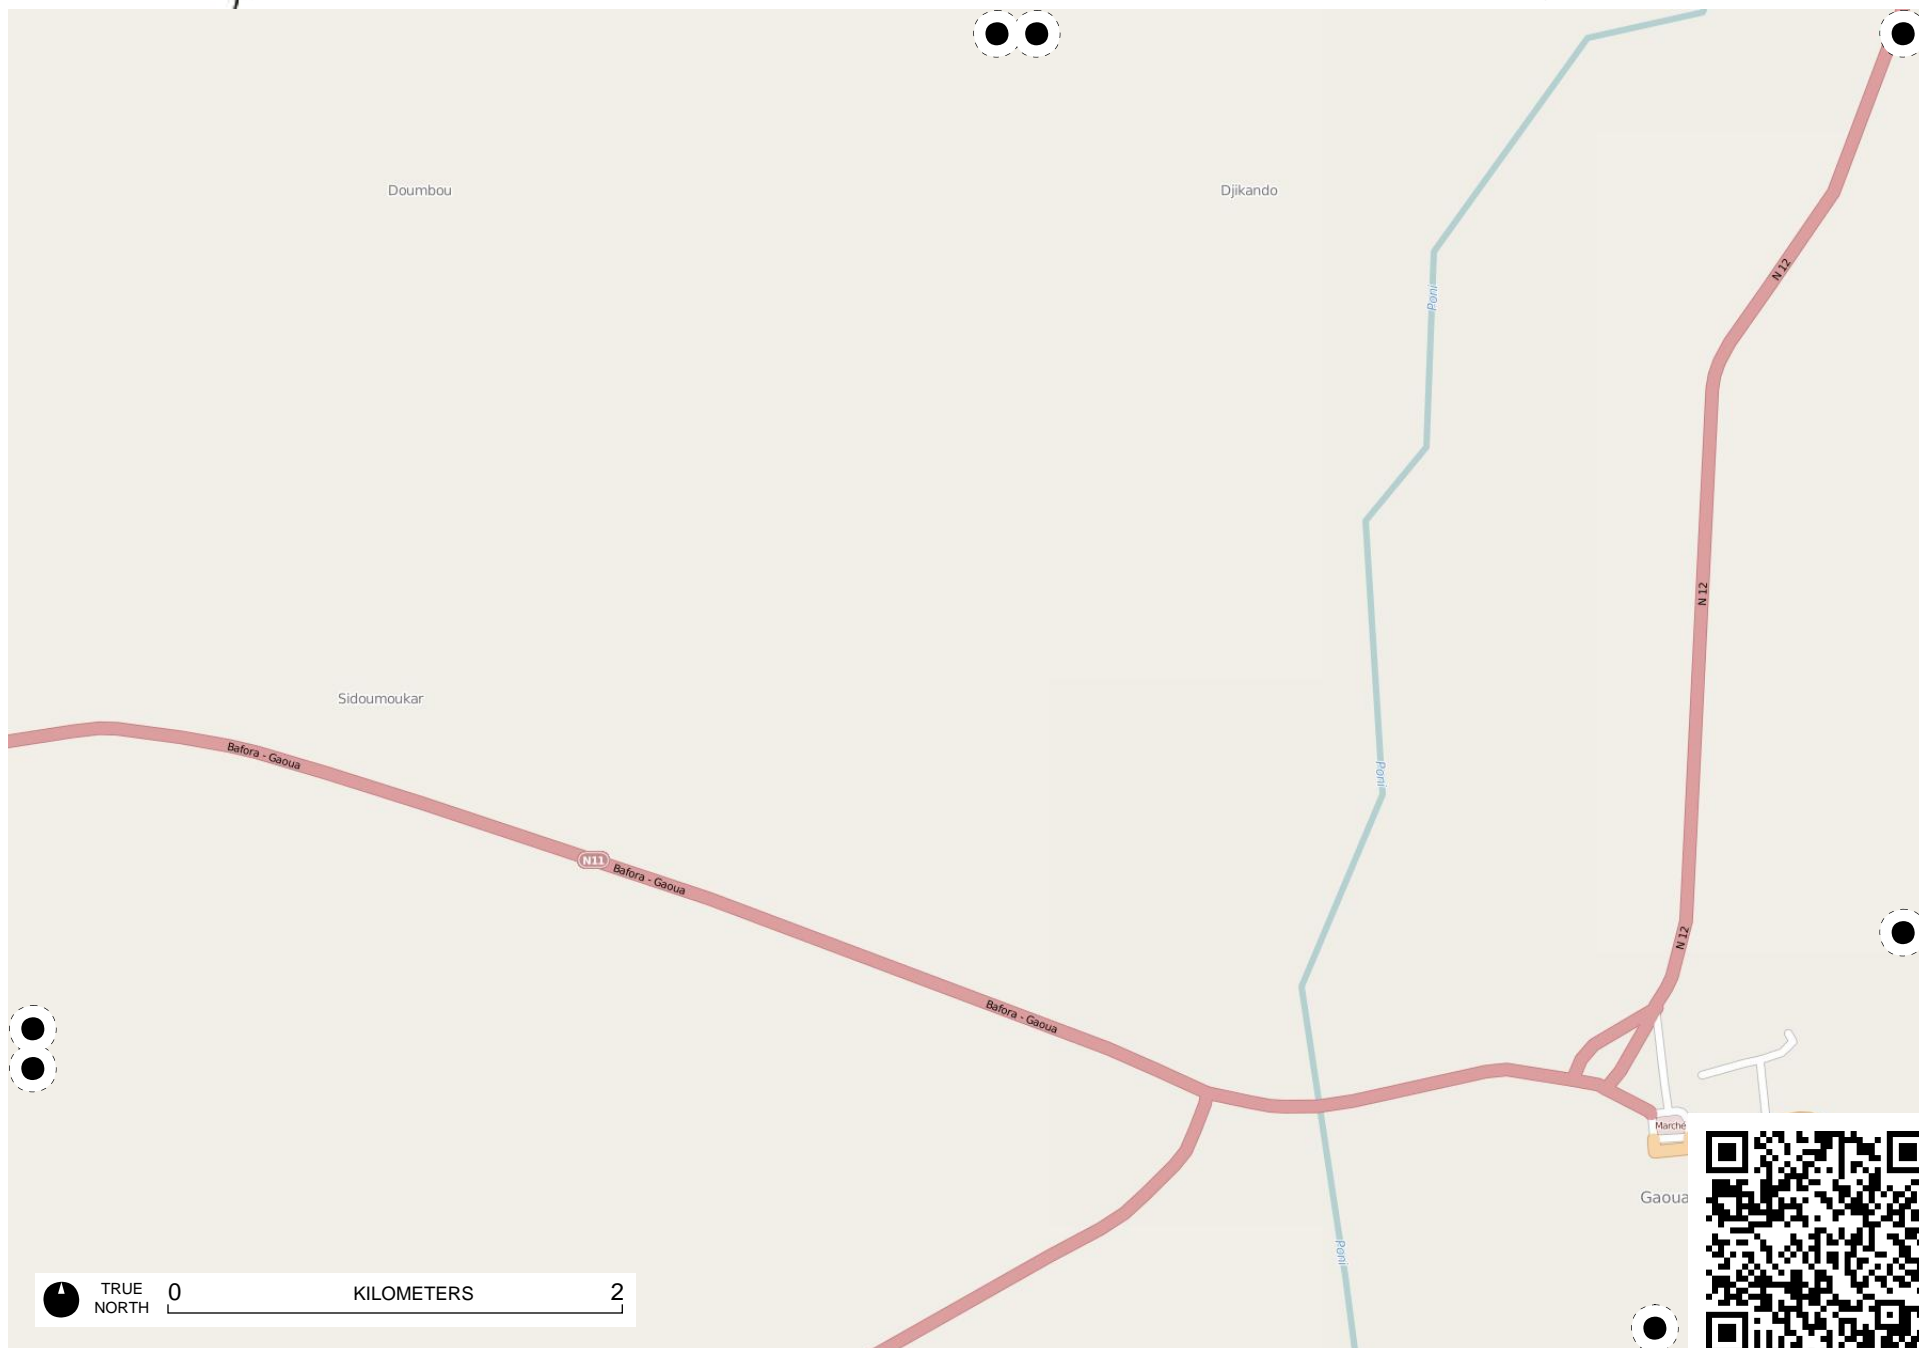 Doumbou
Djikando
N 12
Poni
N 12
Sidoumoukar
Bafora - Gaoua
Poni
N11
Bafora - Gaoua
N 12
Bafora - Gaoua
Marché
Gaoua
Poni
TRUE NORTH
0 KILOMETERS 2